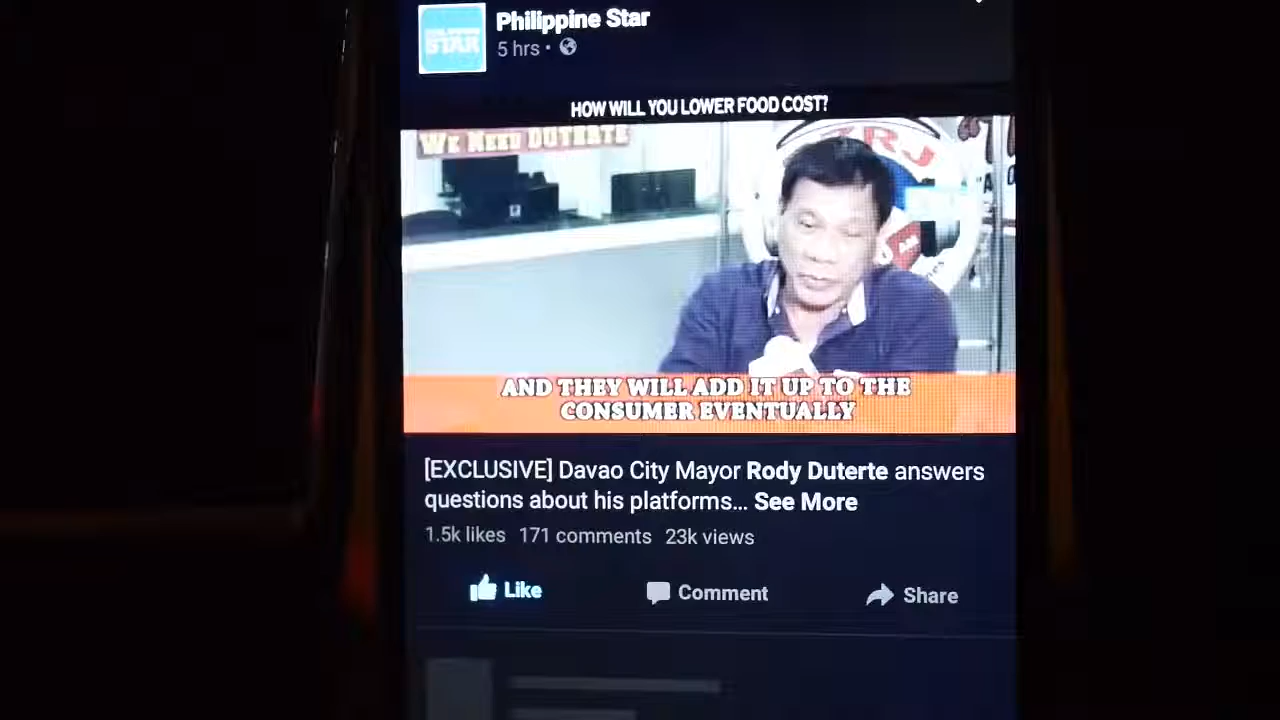 Philippine Star
STAR
5 hrs •
HOW WILL YOU LOWER FOOD COST?
WE NEED DUTERTE
ZRJ
AND THEY WILL ADD IT UP TO THE
CONSUMER EVENTUALLY
[EXCLUSIVE] Davao City Mayor Rody Duterte answers
questions about his platforms... See More
1.5k likes 171 comments 23k views
Like Comment Share